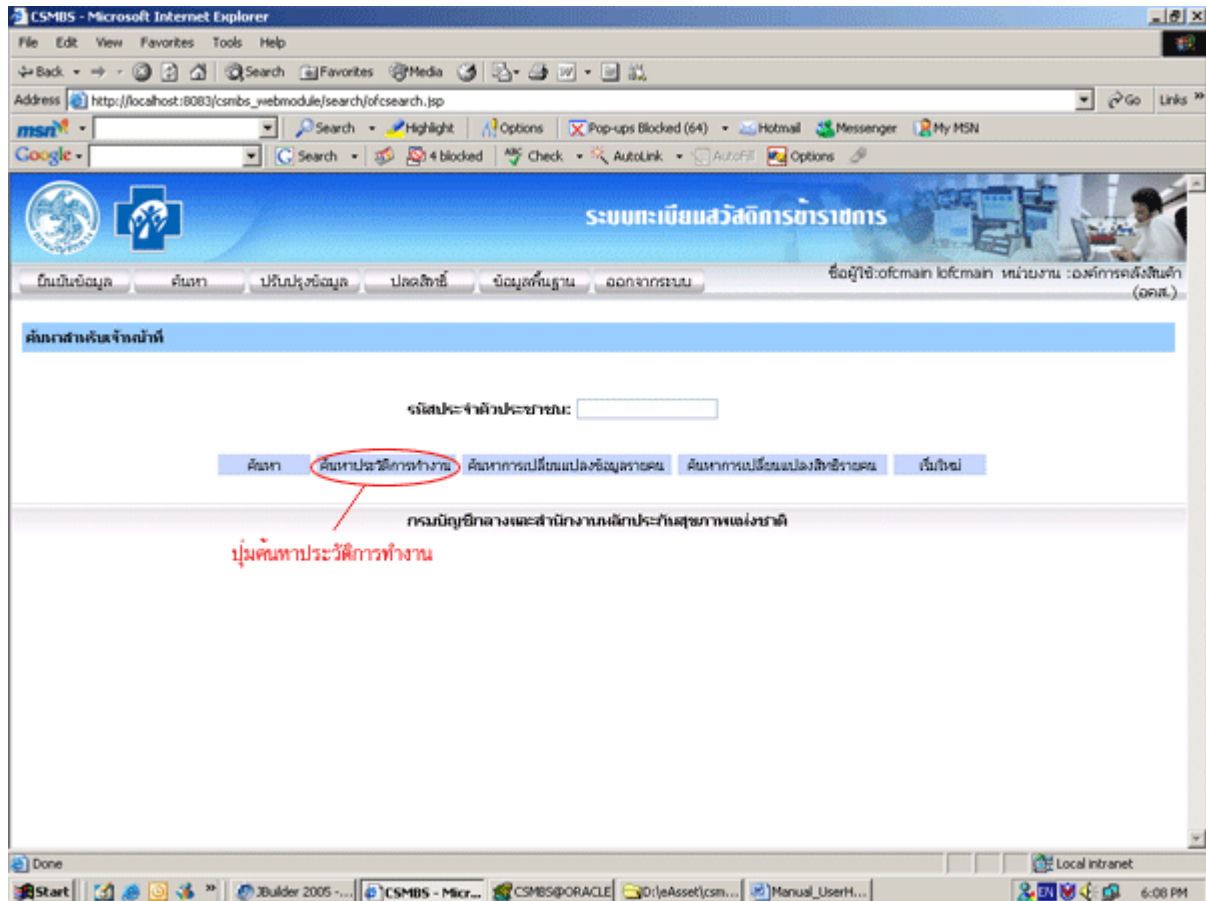 CSMBS - Microsoft Internet Explorer
File Edit View Favorites Tools Help
Back Search Favorites Media
Address http://localhost:8083/csmbs_webmodule/search/ofcsearch.jsp Go Links »
msn Search Highlight Options Pop-ups Blocked (64) Hotmail Messenger My MSN
Google Search 4 blocked ABC Check AutoLink AutoFill Options
ระบบทะเบียนสวัสดิการข้าราชการ
ยืนยันข้อมูล ค้นหา ปรับปรุงข้อมูล ปลดสิทธิ์ ข้อมูลพื้นฐาน ออกจากระบบ
ชื่อผู้ใช้:ofcmain lofcmain หน่วยงาน :องค์การคลังสินค้า
(อคส.)
ค้นหาสำหรับเจ้าหน้าที่
รหัสประจำตัวประชาชน:
ค้นหา ค้นหาประวัติการทำงาน ค้นหาการเปลี่ยนแปลงข้อมูลรายคน ค้นหาการเปลี่ยนแปลงสิทธิรายคน เริ่มใหม่
กรมบัญชีกลางและสำนักงานหลักประกันสุขภาพแห่งชาติ
ปุ่มค้นหาประวัติการทำงาน
Done Local intranet
Start » JBuilder 2005 -... CSMBS - Micr... CSMBS@ORACLE D:\eAsset\csm... Manual_UserH... EN 6:08 PM